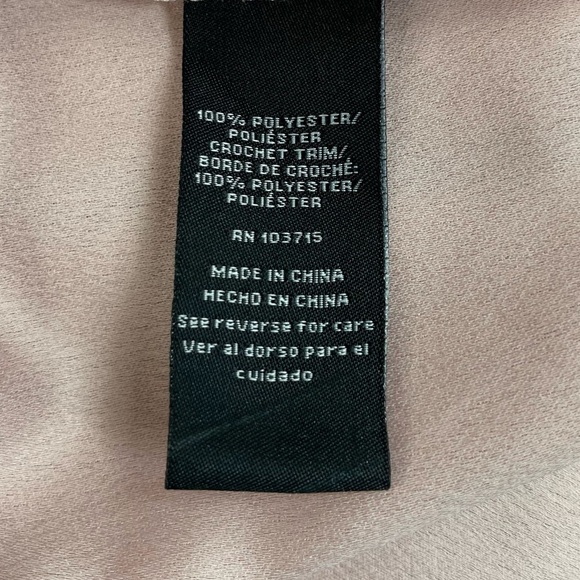 100% POLYESTER/
POLIÉSTER
CROCHET TRIM/
BORDE DE CROCHÉ:
100% POLYESTER/
POLIÉSTER
RN 103715
MADE IN CHINA
HECHO EN CHINA
See reverse for care
Ver al dorso para el
cuidado